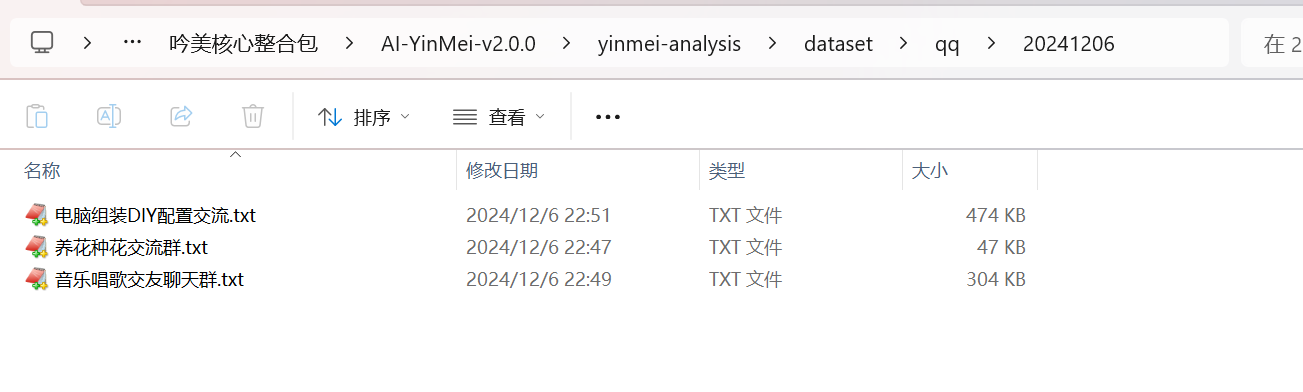 ··· 吟美核心整合包 AI-YinMei-v2.0.0 yinmei-analysis dataset qq 20241206 在 2
排序 查看 ···
名称 修改日期 类型 大小
电脑组装DIY配置交流.txt 2024/12/6 22:51 TXT 文件 474 KB
养花种花交流群.txt 2024/12/6 22:47 TXT 文件 47 KB
音乐唱歌交友聊天群.txt 2024/12/6 22:49 TXT 文件 304 KB